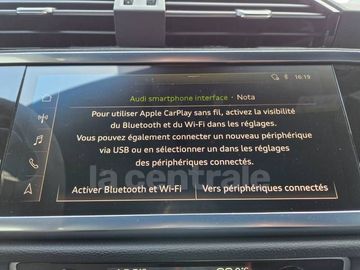 16:19
Audi smartphone interface · Nota
Pour utiliser Apple CarPlay sans fil, activez la visibilité
du Bluetooth et du Wi-Fi dans les réglages.
Vous pouvez également connecter un nouveau périphérique
via USB ou en sélectionner un dans les réglages
des périphériques connectés.
la centrale
Activer Bluetooth et Wi-Fi
Vers périphériques connectés